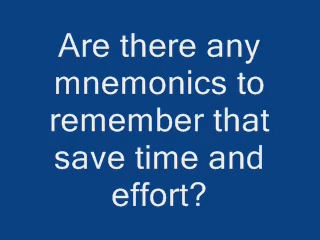 Are there any
mnemonics to
remember that
save time and
effort?